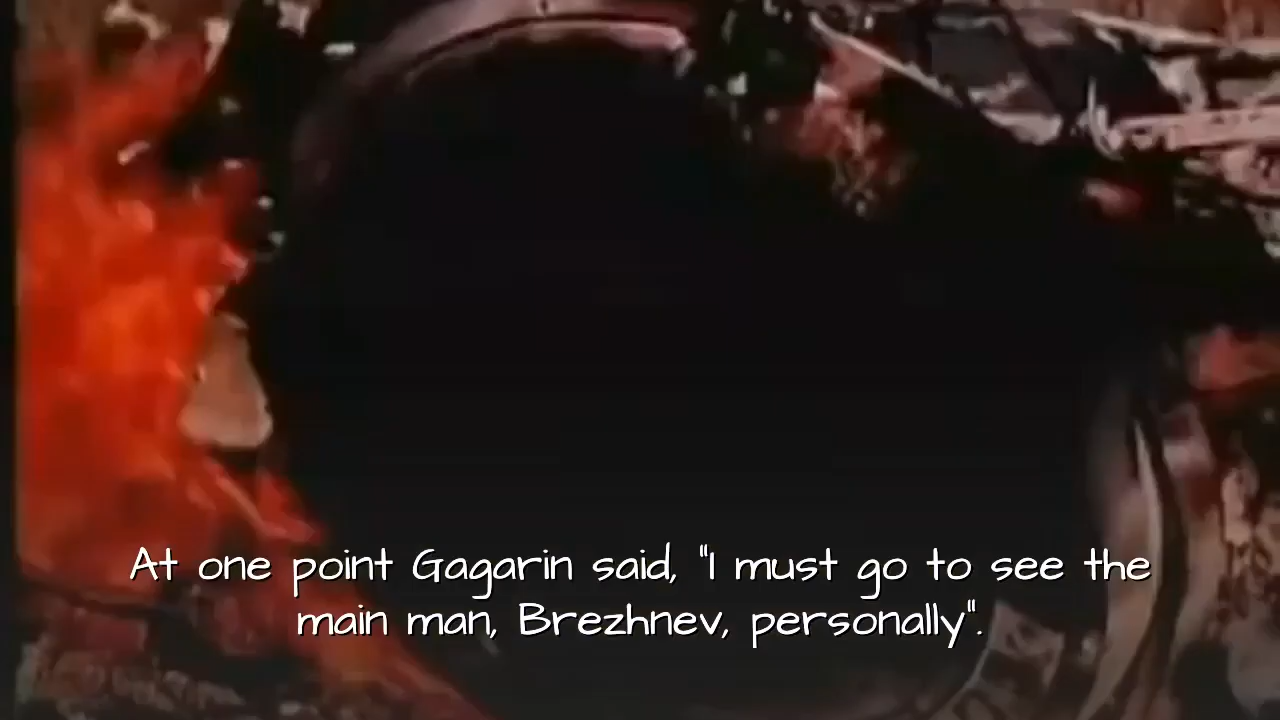 At one point Gagarin said, "I must go to see the
main man, Brezhnev, personally".